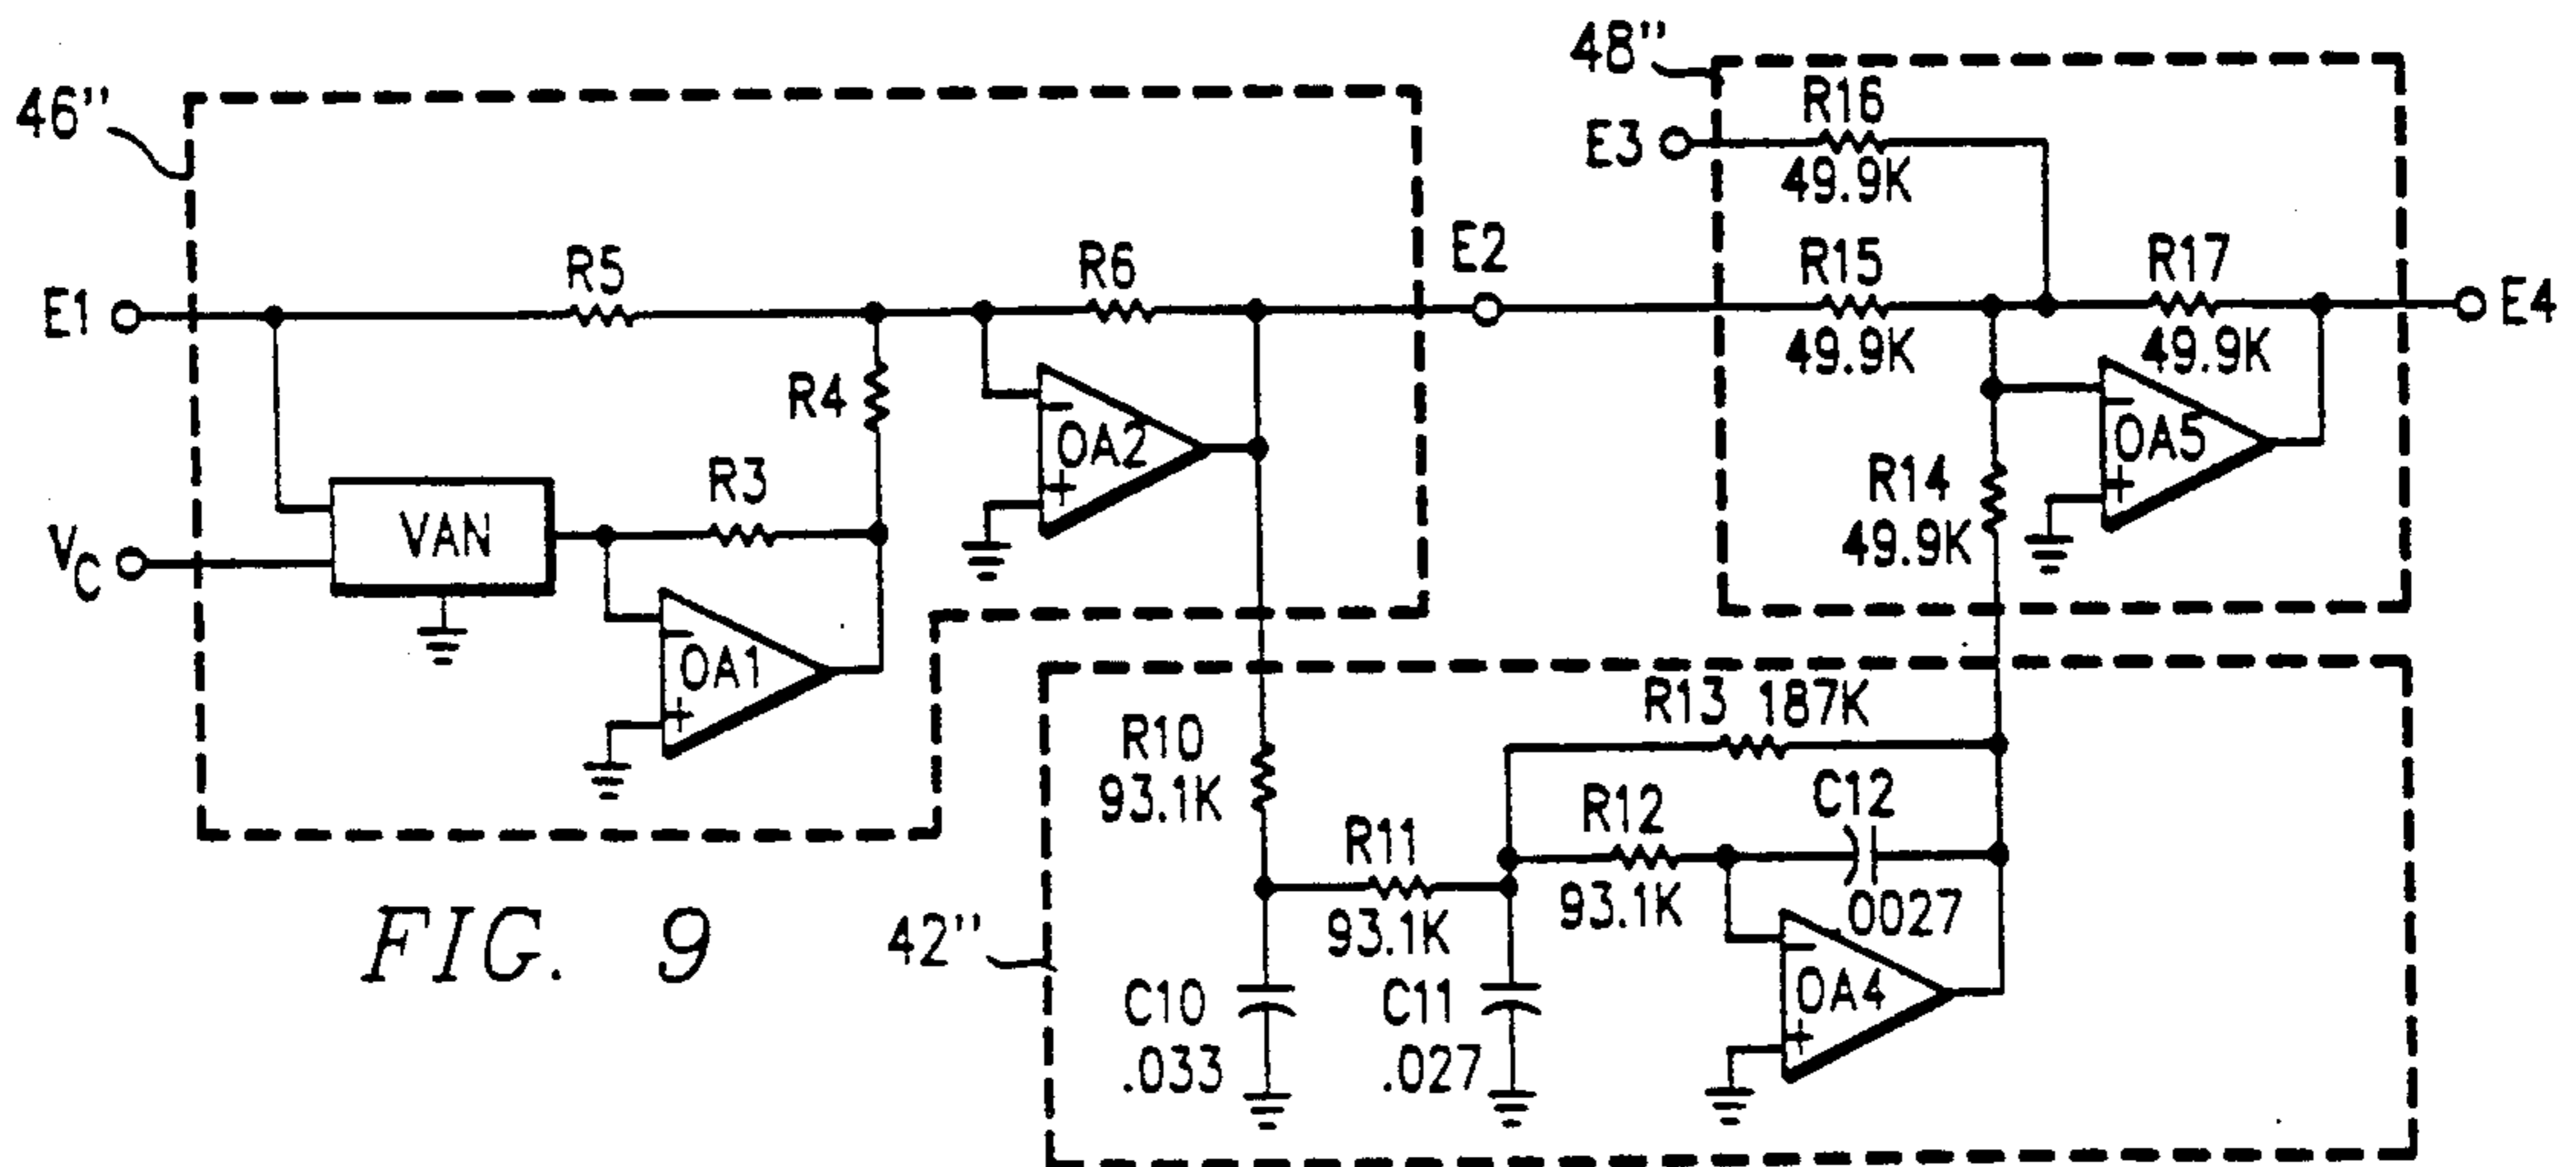 46"
48"
R16
E3
49.9K
E1
R5
R6
E2
R15
R17
E4
49.9K
49.9K
R4
OA2
−
+
OA5
−
+
R14
49.9K
V_C
VAN
R3
OA1
−
+
R13 187K
R10
93.1K
R11
93.1K
R12
93.1K
C12
.0027
42"
C10
.033
C11
.027
OA4
−
+
FIG. 9